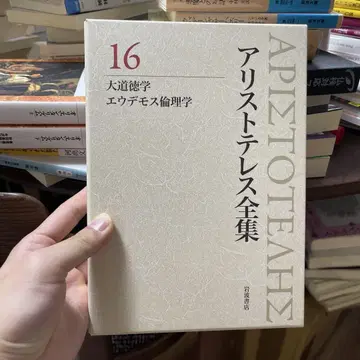 16
大道徳学
エウデモス倫理学
アリストテレス全集
ΑΡΙΣΤΟΤΕΛΗΣ
岩波書店